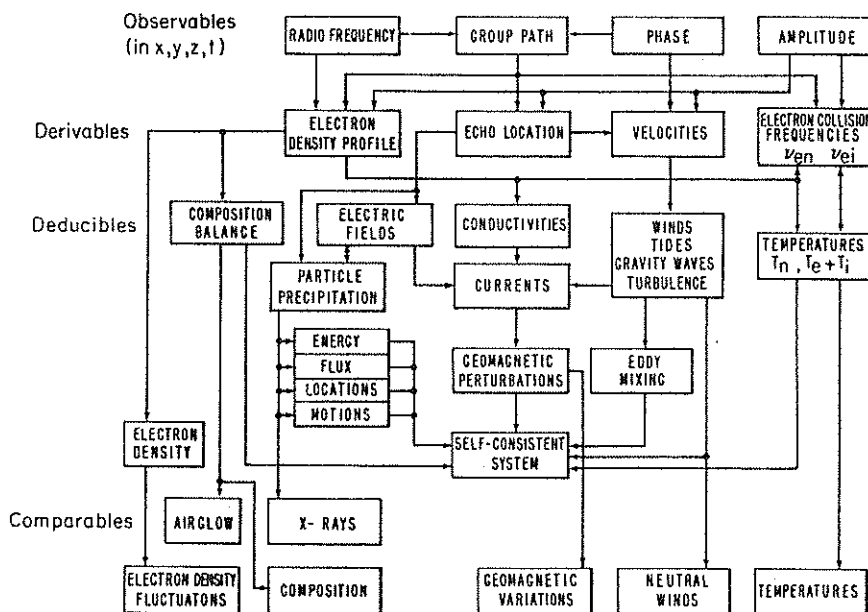 Observables
(in x,y,z,t)
RADIO FREQUENCY
GROUP PATH
PHASE
AMPLITUDE
Derivables
ELECTRON
DENSITY PROFILE
ECHO LOCATION
VELOCITIES
ELECTRON COLLISION
FREQUENCIES
νen νei
Deducibles
COMPOSITION
BALANCE
ELECTRIC
FIELDS
CONDUCTIVITIES
WINDS
TIDES
GRAVITY WAVES
TURBULENCE
TEMPERATURES
Tn , Te + Ti
PARTICLE
PRECIPITATION
CURRENTS
ENERGY
FLUX
LOCATIONS
MOTIONS
GEOMAGNETIC
PERTURBATIONS
EDDY
MIXING
ELECTRON
DENSITY
SELF-CONSISTENT
SYSTEM
Comparables
AIRGLOW
X- RAYS
ELECTRON DENSITY
FLUCTUATONS
COMPOSITION
GEOMAGNETIC
VARIATIONS
NEUTRAL
WINDS
TEMPERATURES